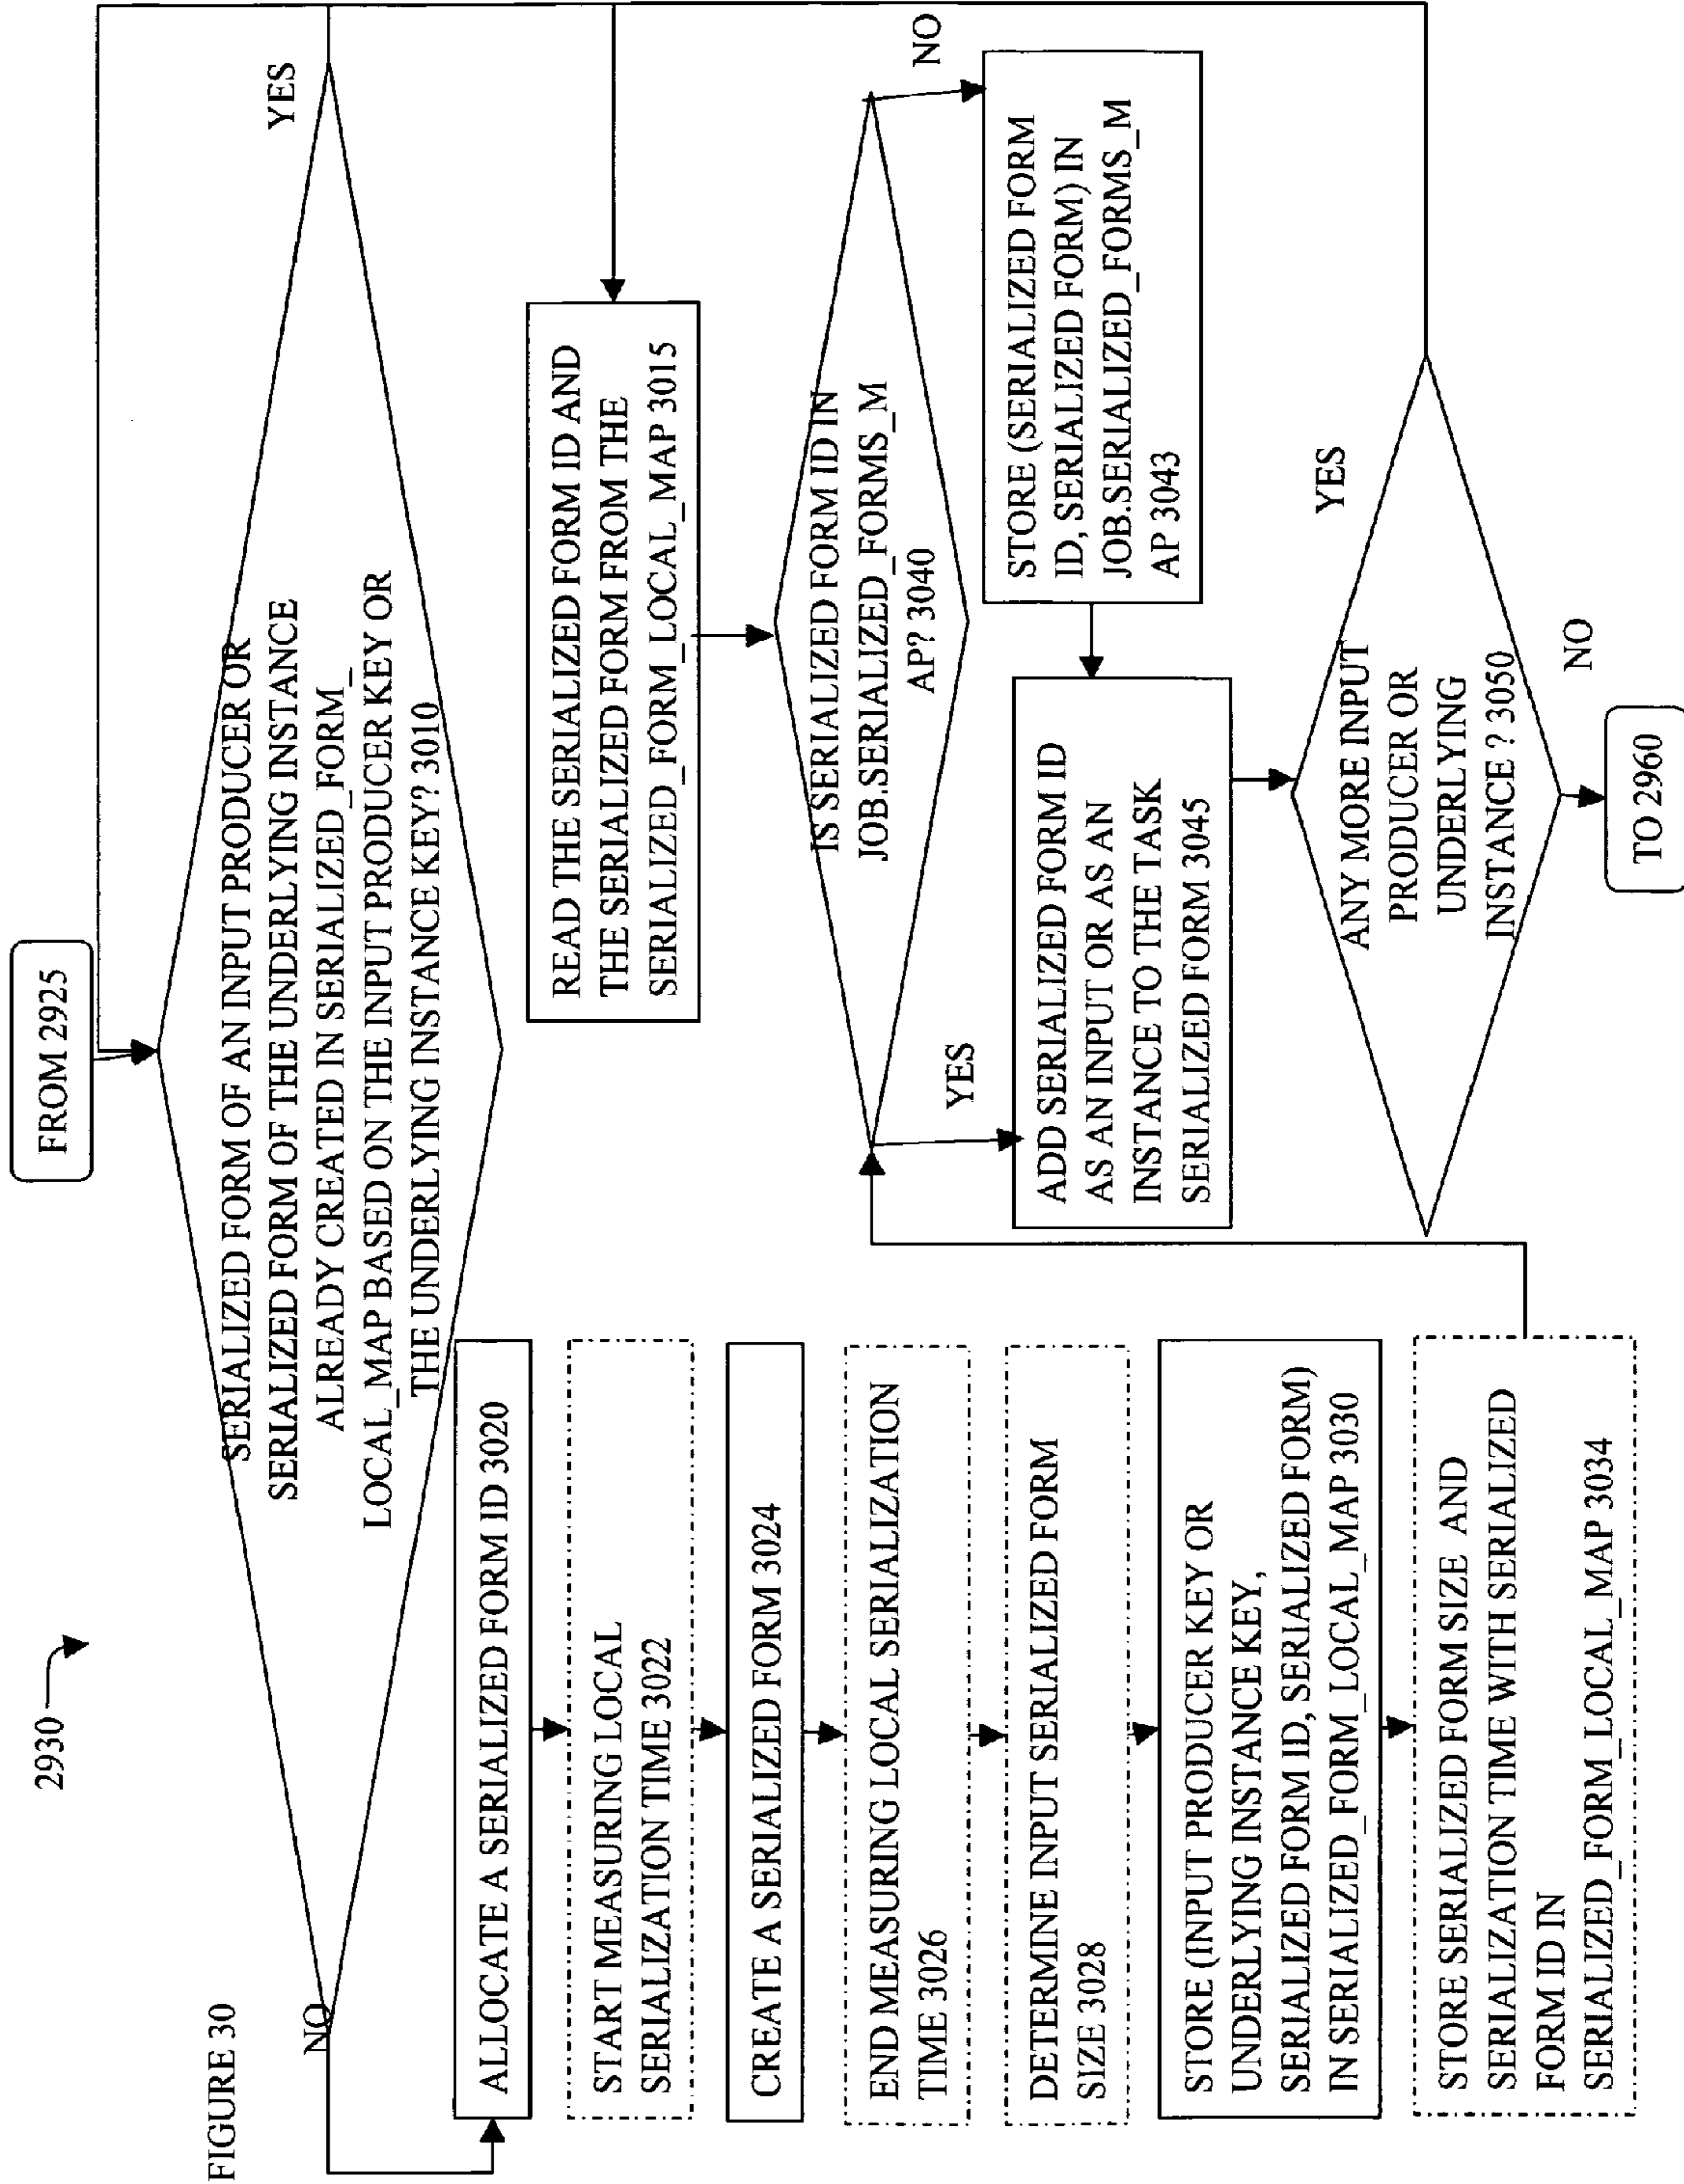 FIGURE 30
2930
FROM 2925
SERIALIZED FORM OF AN INPUT PRODUCER OR
SERIALIZED FORM OF THE UNDERLYING INSTANCE
ALREADY CREATED IN SERIALIZED_FORM_
LOCAL_MAP BASED ON THE INPUT PRODUCER KEY OR
THE UNDERLYING INSTANCE KEY? 3010
NO
YES
ALLOCATE A SERIALIZED FORM ID 3020
START MEASURING LOCAL
SERIALIZATION TIME 3022
CREATE A SERIALIZED FORM 3024
END MEASURING LOCAL SERIALIZATION
TIME 3026
DETERMINE INPUT SERIALIZED FORM
SIZE 3028
STORE (INPUT PRODUCER KEY OR
UNDERLYING INSTANCE KEY,
SERIALIZED FORM ID, SERIALIZED FORM)
IN SERIALIZED_FORM_LOCAL_MAP 3030
STORE SERIALIZED FORM SIZE AND
SERIALIZATION TIME WITH SERIALIZED
FORM ID IN
SERIALIZED_FORM_LOCAL_MAP 3034
READ THE SERIALIZED FORM ID AND
THE SERIALIZED FORM FROM THE
SERIALIZED_FORM_LOCAL_MAP 3015
IS SERIALIZED FORM ID IN
JOB.SERIALIZED_FORMS_M
AP? 3040
YES
NO
STORE (SERIALIZED FORM
ID, SERIALIZED FORM) IN
JOB.SERIALIZED_FORMS_M
AP 3043
ADD SERIALIZED FORM ID
AS AN INPUT OR AS AN
INSTANCE TO THE TASK
SERIALIZED FORM 3045
ANY MORE INPUT
PRODUCER OR
UNDERLYING
INSTANCE ? 3050
YES
NO
TO 2960